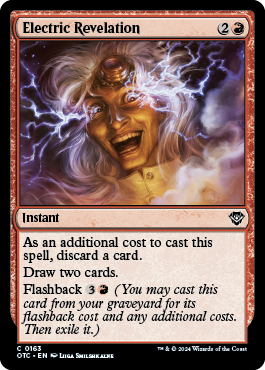 Electric Revelation 2
Instant
As an additional cost to cast this
spell, discard a card.
Draw two cards.
Flashback 3 (You may cast this
card from your graveyard for its
flashback cost and any additional costs.
Then exile it.)
C 0163
OTC • EN Liiga Smilshkalne
™ & © 2024 Wizards of the Coast